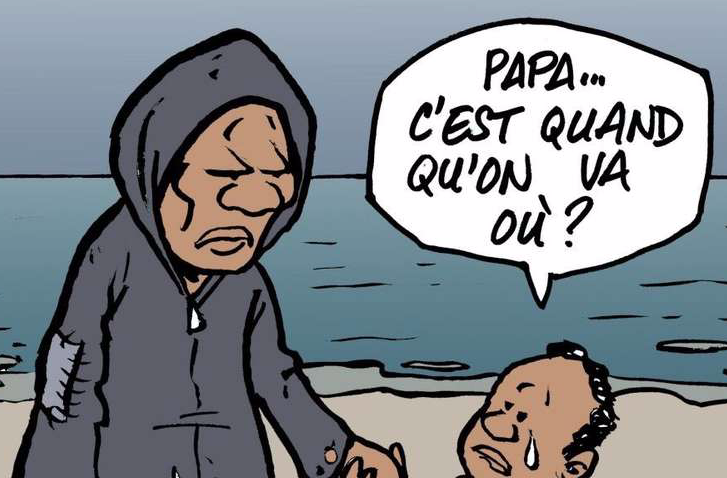 PAPA...
C'EST QUAND
QU'ON VA
OÙ?